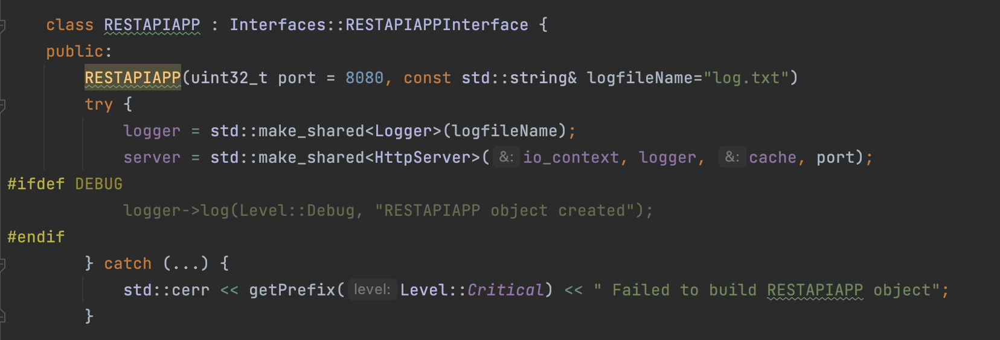 class RESTAPIAPP : Interfaces::RESTAPIAPPInterface {
public:
RESTAPIAPP(uint32_t port = 8080, const std::string& logfileName="log.txt")
try {
logger = std::make_shared<Logger>(logfileName);
server = std::make_shared<HttpServer>( &: io_context, logger, &: cache, port);
#ifdef DEBUG
logger->log(Level::Debug, "RESTAPIAPP object created");
#endif
} catch (...) {
std::cerr << getPrefix( level: Level::Critical) << " Failed to build RESTAPIAPP object";
}